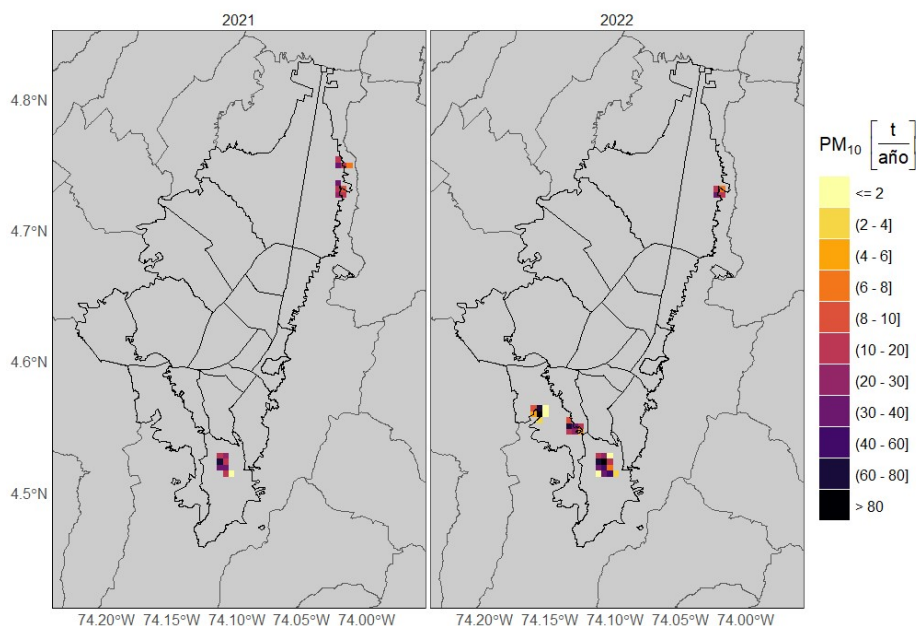 2021 2022
4.8°N
4.7°N
4.6°N
4.5°N
74.20°W 74.15°W 74.10°W 74.05°W 74.00°W 74.20°W 74.15°W 74.10°W 74.05°W 74.00°W
PM₁₀ [t/año]
<= 2
(2 - 4]
(4 - 6]
(6 - 8]
(8 - 10]
(10 - 20]
(20 - 30]
(30 - 40]
(40 - 60]
(60 - 80]
> 80